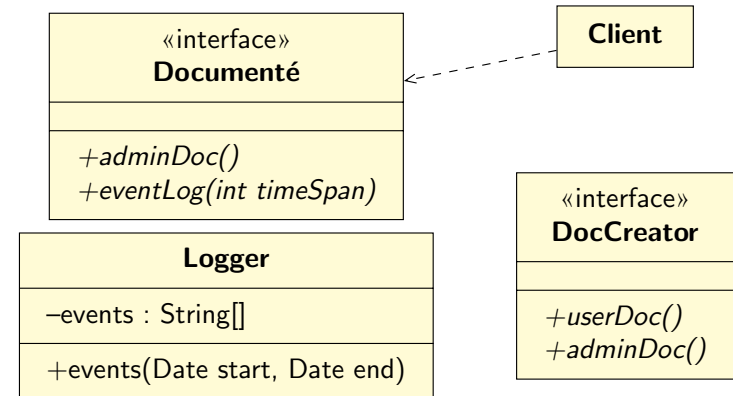 «interface»
Documenté
+adminDoc()
+eventLog(int timeSpan)
Client
Logger
–events : String[]
+events(Date start, Date end)
«interface»
DocCreator
+userDoc()
+adminDoc()